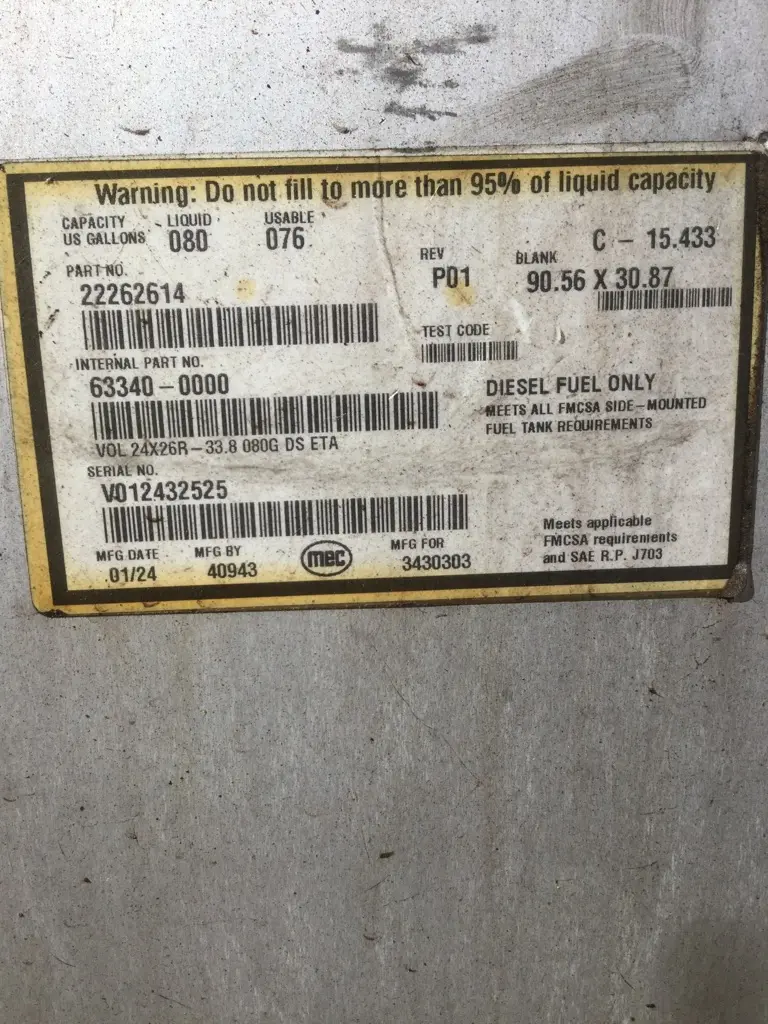 Warning: Do not fill to more than 95% of liquid capacity
CAPACITY LIQUID USABLE
US GALLONS 080 076
C - 15.433
REV BLANK
P01 90.56 X 30.87
PART NO.
22262614
TEST CODE
INTERNAL PART NO.
63340-0000
DIESEL FUEL ONLY
MEETS ALL FMCSA SIDE-MOUNTED
FUEL TANK REQUIREMENTS
VOL 24X26R-33.8 080G DS ETA
SERIAL NO.
V012432525
MFG DATE MFG BY mec MFG FOR
01/24 40943 3430303
Meets applicable
FMCSA requirements
and SAE R.P. J703